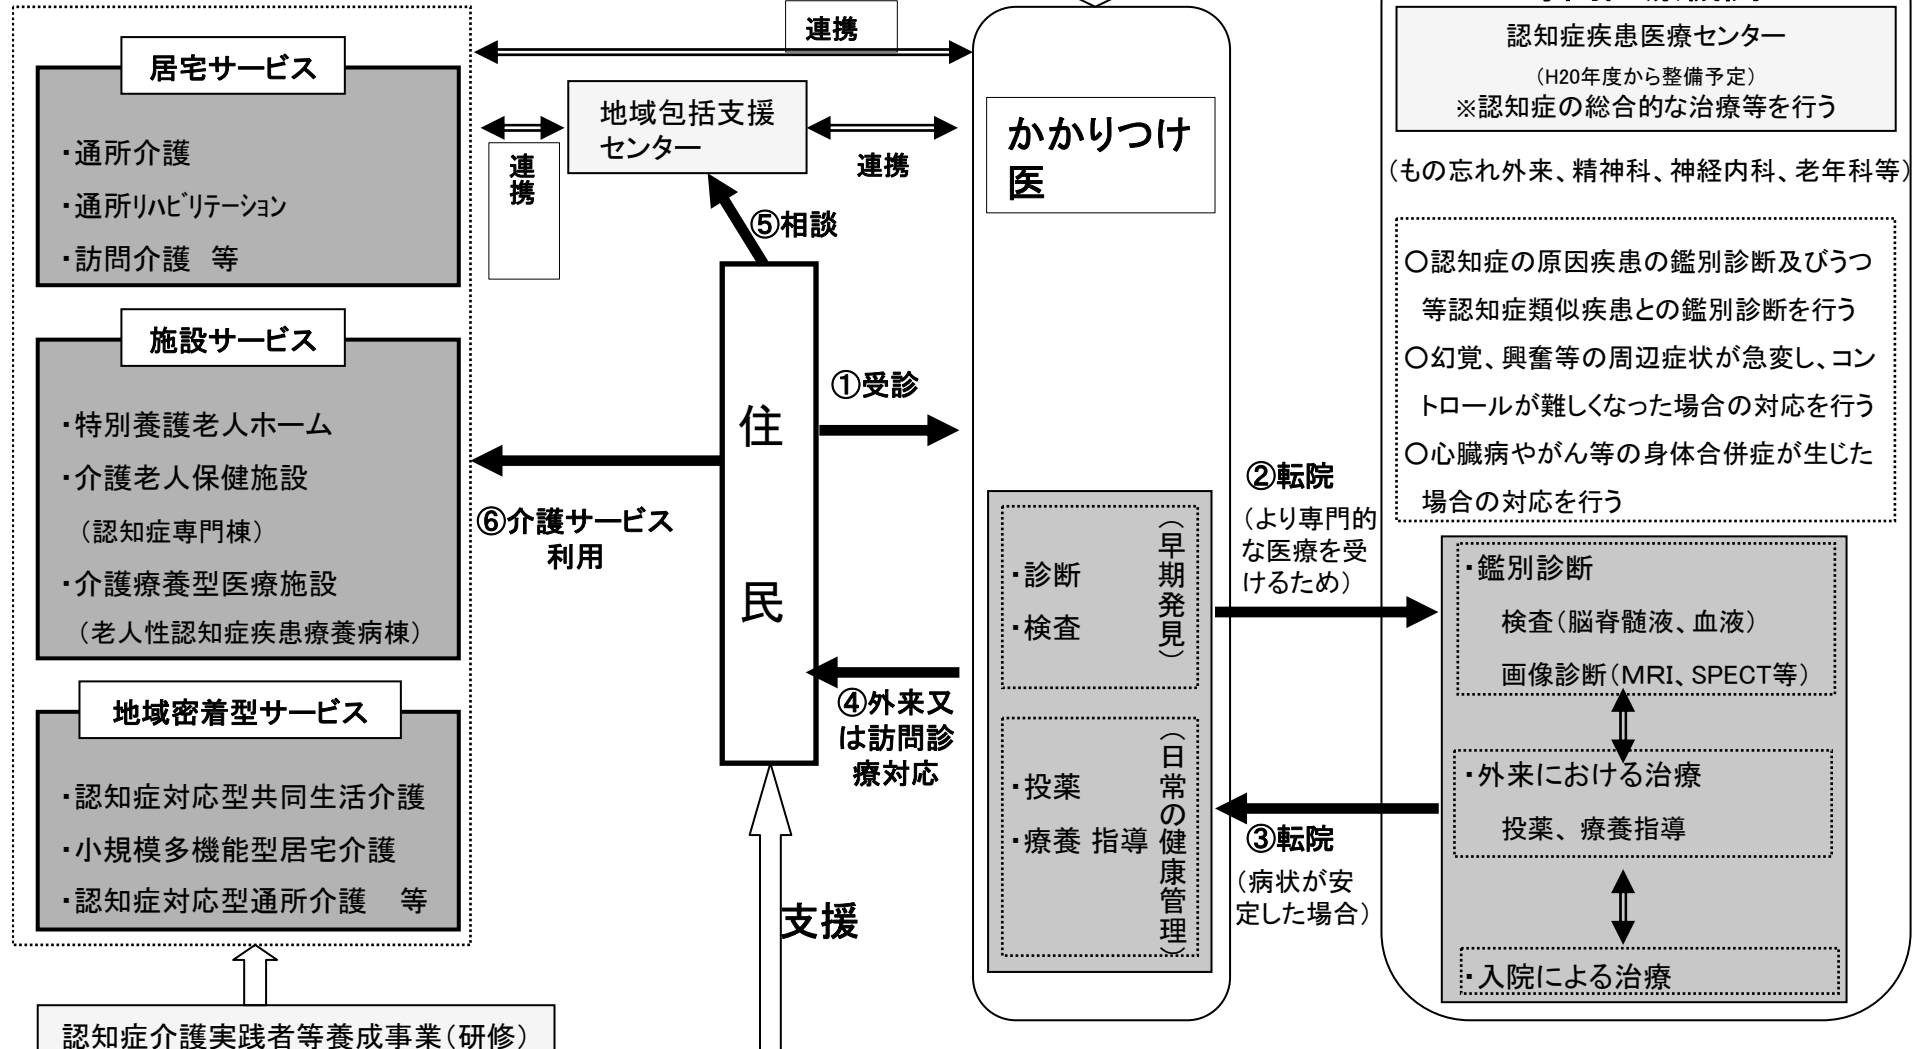 連携
居宅サービス
・通所介護
・通所リハビリテーション
・訪問介護 等
連携
地域包括支援
センター
連携
⑤相談
施設サービス
・特別養護老人ホーム
・介護老人保健施設
（認知症専門棟）
・介護療養型医療施設
（老人性認知症疾患療養病棟）
地域密着型サービス
・認知症対応型共同生活介護
・小規模多機能型居宅介護
・認知症対応型通所介護 等
認知症介護実践者等養成事業（研修）
住民
①受診
⑥介護サービス
利用
④外来又
は訪問診
療対応
支援
かかりつけ
医
（早期発見）
・診断
・検査
（日常の健康管理）
・投薬
・療養 指導
②転院
（より専門的
な医療を受
けるため）
③転院
（病状が安
定した場合）
認知症疾患医療センター
（H20年度から整備予定）
※認知症の総合的な治療等を行う
（もの忘れ外来、精神科、神経内科、老年科等）
○認知症の原因疾患の鑑別診断及びうつ
等認知症類似疾患との鑑別診断を行う
○幻覚、興奮等の周辺症状が急変し、コン
トロールが難しくなった場合の対応を行う
○心臓病やがん等の身体合併症が生じた
場合の対応を行う
・鑑別診断
検査（脳脊髄液、血液）
画像診断（MRI、SPECT等）
・外来における治療
投薬、療養指導
・入院による治療